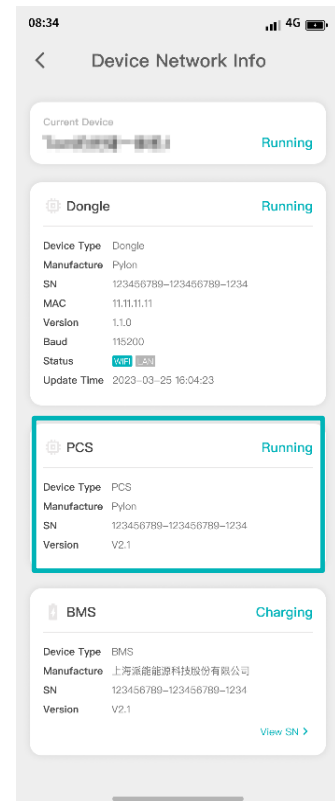 08:34
4G
Device Network Info
Current Device
Running
Dongle
Running
Device Type Dongle
Manufacture Pylon
SN 123456789-123456789-1234
MAC 11.11.11.11
Version 1.1.0
Baud 115200
Status WIFI LAN
Update Time 2023-03-25 16:04:23
PCS
Running
Device Type PCS
Manufacture Pylon
SN 123456789-123456789-1234
Version V2.1
BMS
Charging
Device Type BMS
Manufacture 上海派能能源科技股份有限公司
SN 123456789-123456789-1234
Version V2.1
View SN